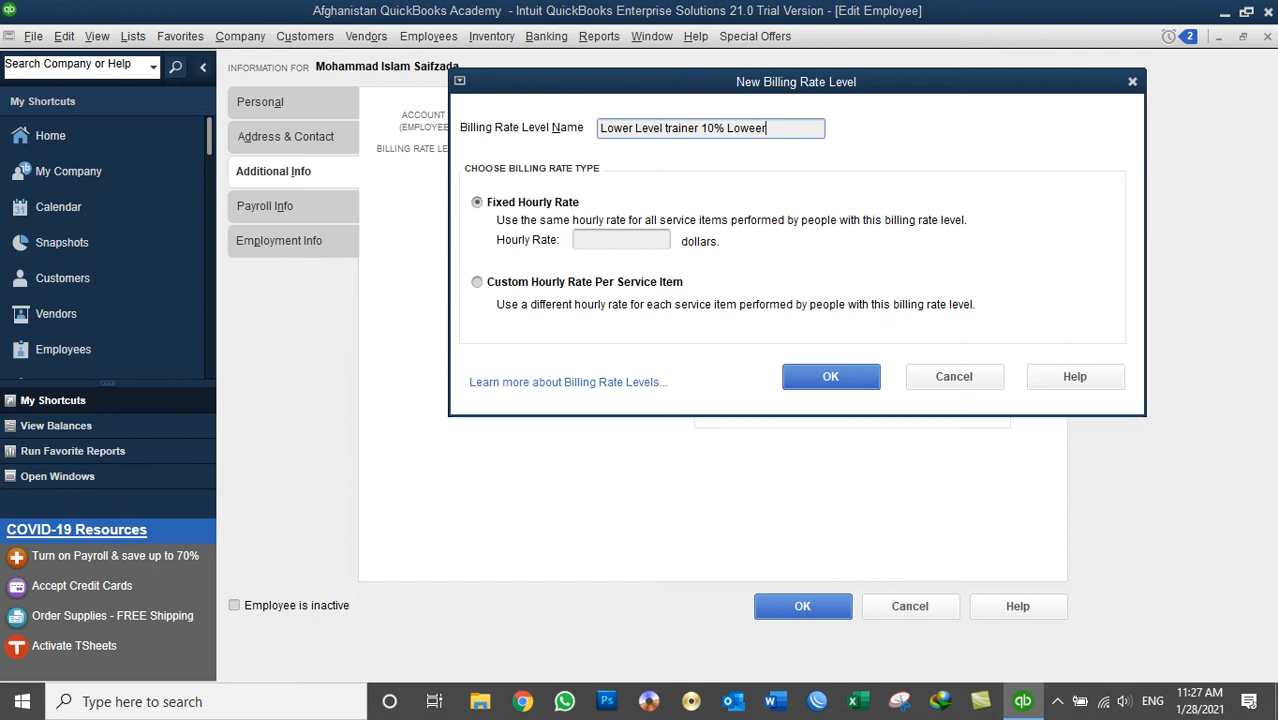 Afghanistan QuickBooks Academy - Intuit QuickBooks Enterprise Solutions 21.0 Trial Version - [Edit Employee]
File Edit View Lists Favorites Company Customers Vendors Employees Inventory Banking Reports Window Help Special Offers 2
Search Company or Help
INFORMATION FOR Mohammad Islam Saifzada
My Shortcuts
Home
My Company
Calendar
Snapshots
Customers
Vendors
Employees
My Shortcuts
View Balances
Run Favorite Reports
Open Windows
COVID-19 Resources
Turn on Payroll & save up to 70%
Accept Credit Cards
Order Supplies - FREE Shipping
Activate TSheets
Personal
Address & Contact
Additional Info
Payroll Info
Employment Info
ACCOUNT
(EMPLOYEE
BILLING RATE LE
New Billing Rate Level
Billing Rate Level Name Lower Level trainer 10% Loweer
CHOOSE BILLING RATE TYPE
Fixed Hourly Rate
Use the same hourly rate for all service items performed by people with this billing rate level.
Hourly Rate: dollars.
Custom Hourly Rate Per Service Item
Use a different hourly rate for each service item performed by people with this billing rate level.
Learn more about Billing Rate Levels...
OK Cancel Help
Employee is inactive
OK Cancel Help
Type here to search
ENG
11:27 AM
1/28/2021